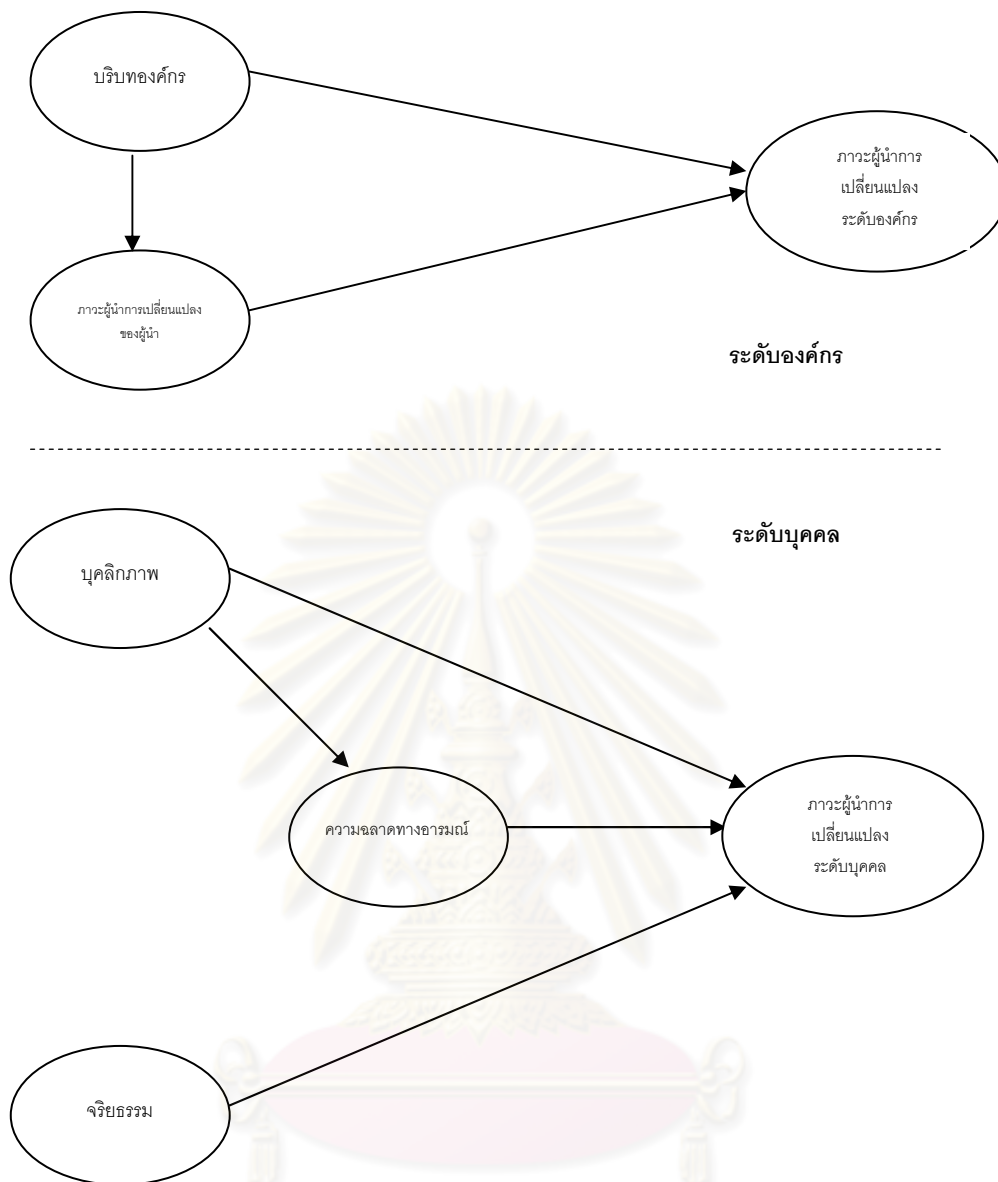 บริบทองค์กร
ภาวะผู้นำการ
เปลี่ยนแปลง
ระดับองค์กร
ภาวะผู้นำการเปลี่ยนแปลง
ของผู้นำ
ระดับองค์กร
ระดับบุคคล
บุคลิกภาพ
ความฉลาดทางอารมณ์
ภาวะผู้นำการ
เปลี่ยนแปลง
ระดับบุคคล
จริยธรรม